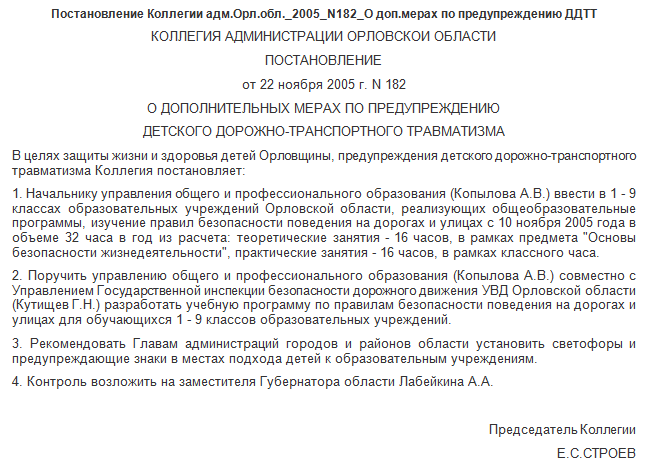 Постановление Коллегии адм.Орл.обл._2005_N182_О доп.мерах по предупреждению ДДТТ
КОЛЛЕГИЯ АДМИНИСТРАЦИИ ОРЛОВСКОИ ОБЛАСТИ
ПОСТАНОВЛЕНИЕ
от 22 ноября 2005 г. N 182
О ДОПОЛНИТЕЛЬНЫХ МЕРАХ ПО ПРЕДУПРЕЖДЕНИЮ
ДЕТСКОГО ДОРОЖНО-ТРАНСПОРТНОГО ТРАВМАТИЗМА
В целях защиты жизни и здоровья детей Орловщины, предупреждения детского дорожно-транспортного
травматизма Коллегия постановляет:
1. Начальнику управления общего и профессионального образования (Копылова А.В.) ввести в 1 - 9
классах образовательных учреждений Орловской области, реализующих общеобразовательные
программы, изучение правил безопасности поведения на дорогах и улицах с 10 ноября 2005 года в
объеме 32 часа в год из расчета: теоретические занятия - 16 часов, в рамках предмета "Основы
безопасности жизнедеятельности", практические занятия - 16 часов, в рамках классного часа.
2. Поручить управлению общего и профессионального образования (Копылова А.В.) совместно с
Управлением Государственной инспекции безопасности дорожного движения УВД Орловской области
(Кутищев Г.Н.) разработать учебную программу по правилам безопасности поведения на дорогах и
улицах для обучающихся 1 - 9 классов образовательных учреждений.
3. Рекомендовать Главам администраций городов и районов области установить светофоры и
предупреждающие знаки в местах подхода детей к образовательным учреждениям.
4. Контроль возложить на заместителя Губернатора области Лабейкина А.А.
Председатель Коллегии
Е.С.СТРОЕВ